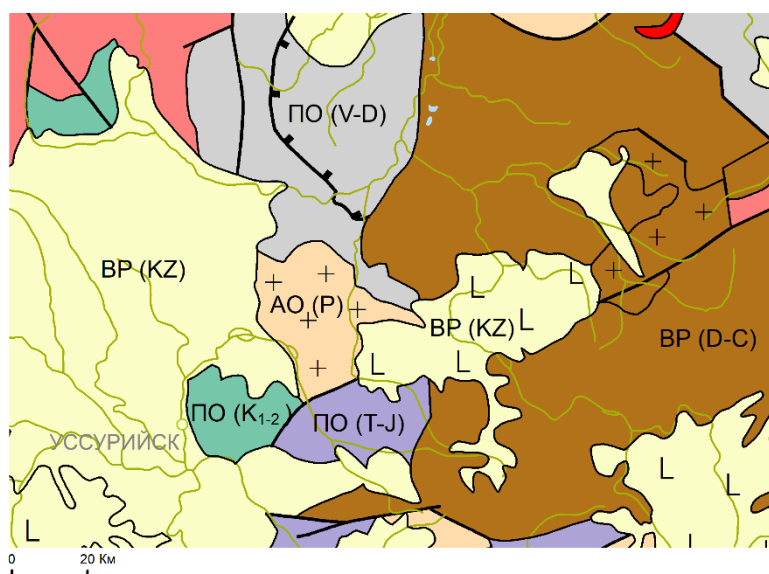 ПО (V-D)
ВР (KZ)
АО (Р)
ВР (KZ)
ВР (D-C)
L
L
L
L
L
ПО (K₁₋₂)
ПО (T-J)
УССУРИЙСК
L
L
L
L
L
0 20 Км